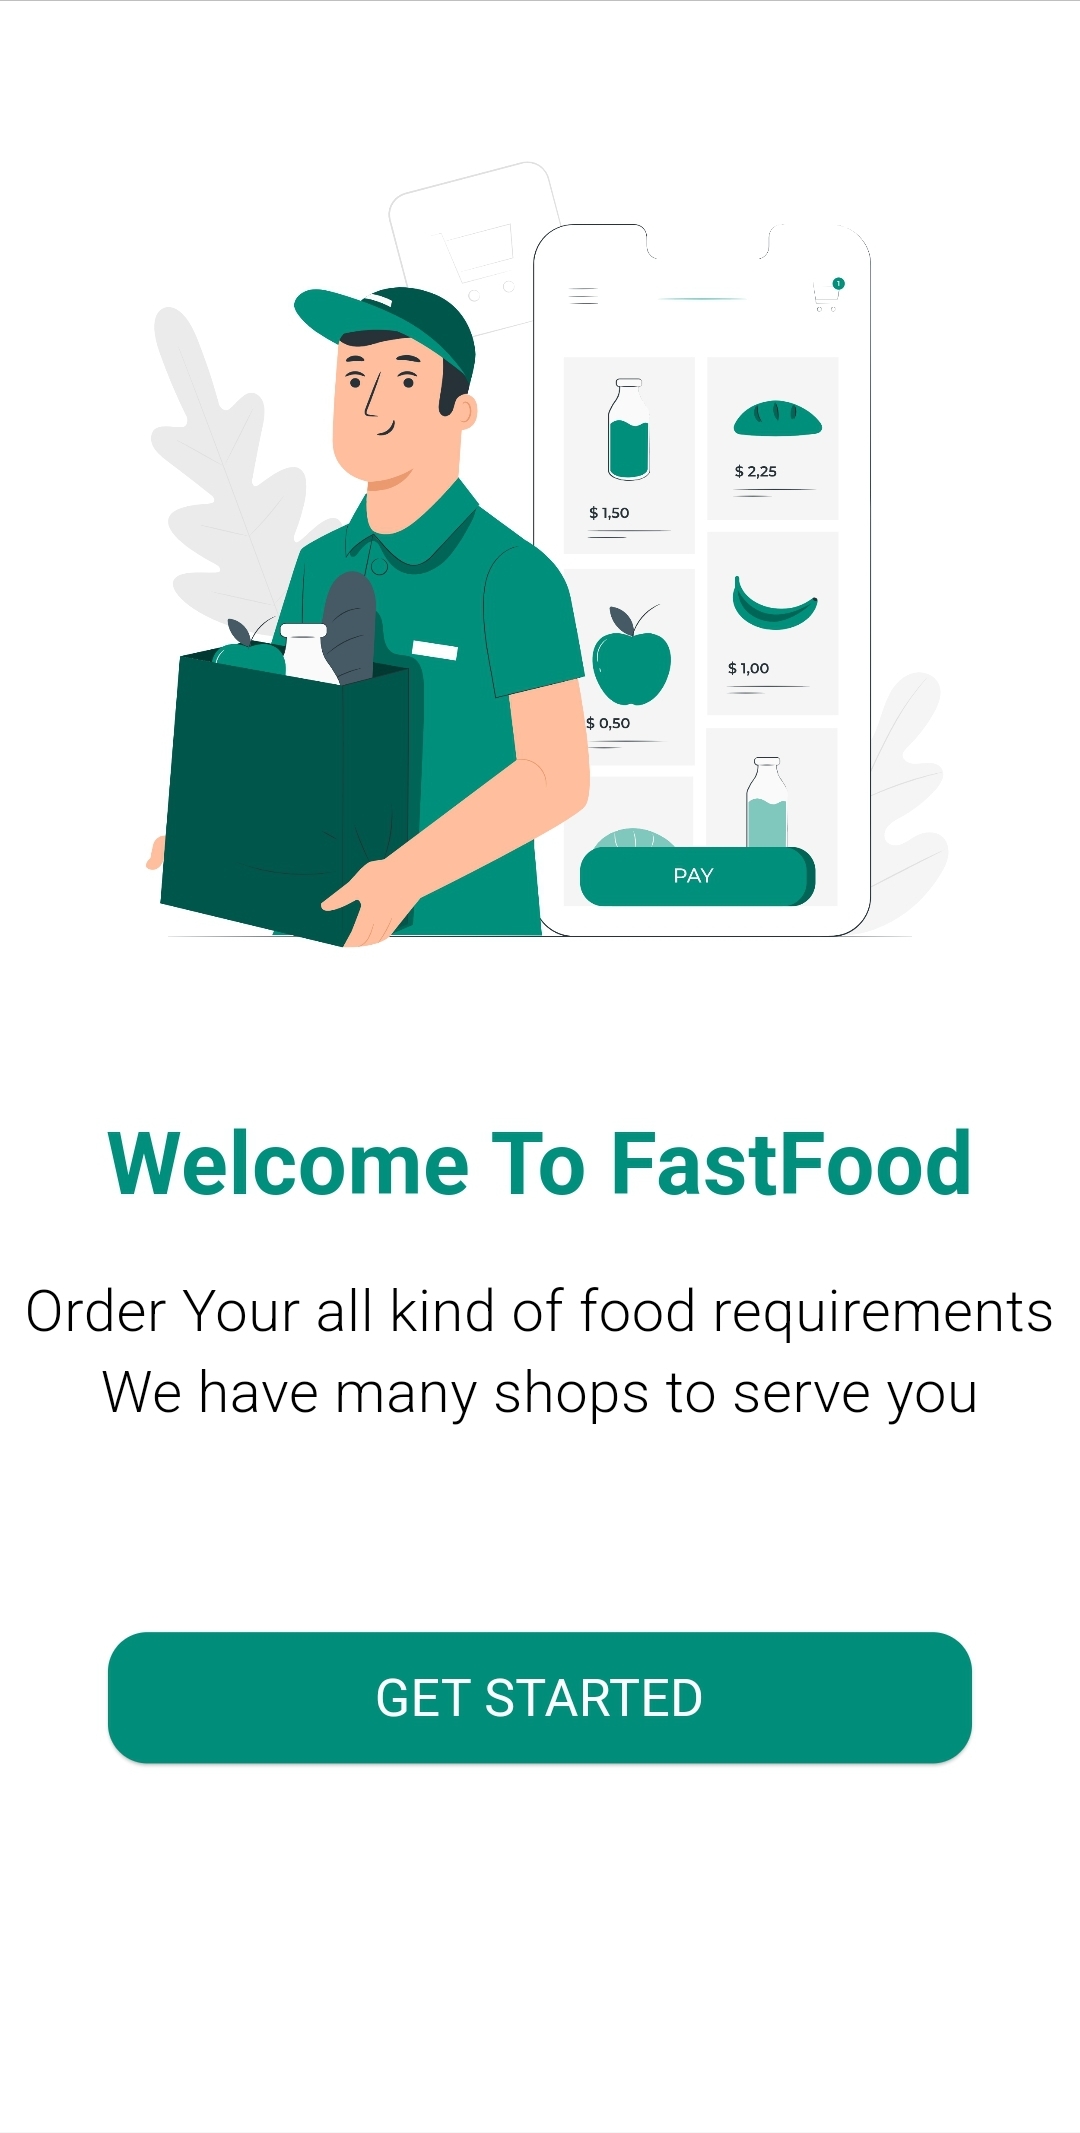 1
$ 1,50
$ 2,25
$ 0,50
$ 1,00
PAY
Welcome To FastFood
Order Your all kind of food requirements
We have many shops to serve you
GET STARTED